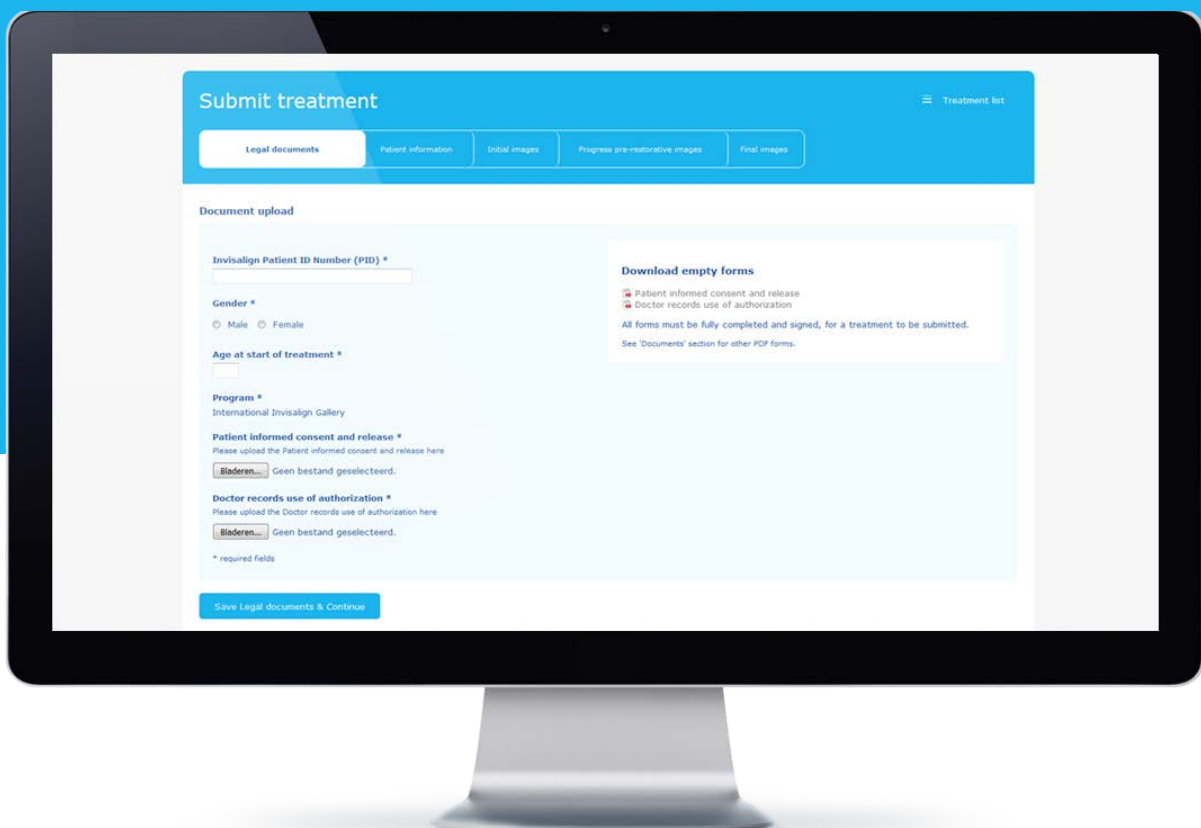 Submit treatment
Treatment list
Legal documents
Patient information
Initial images
Progress pre-restorative images
Final images
Document upload
Invisalign Patient ID Number (PID) *
Gender *
Male
Female
Age at start of treatment *
Program *
International Invisalign Gallery
Patient informed consent and release *
Please upload the Patient informed consent and release here
Bladeren... Geen bestand geselecteerd.
Doctor records use of authorization *
Please upload the Doctor records use of authorization here
Bladeren... Geen bestand geselecteerd.
* required fields
Download empty forms
Patient informed consent and release
Doctor records use of authorization
All forms must be fully completed and signed, for a treatment to be submitted.
See 'Documents' section for other PDF forms.
Save Legal documents & Continue